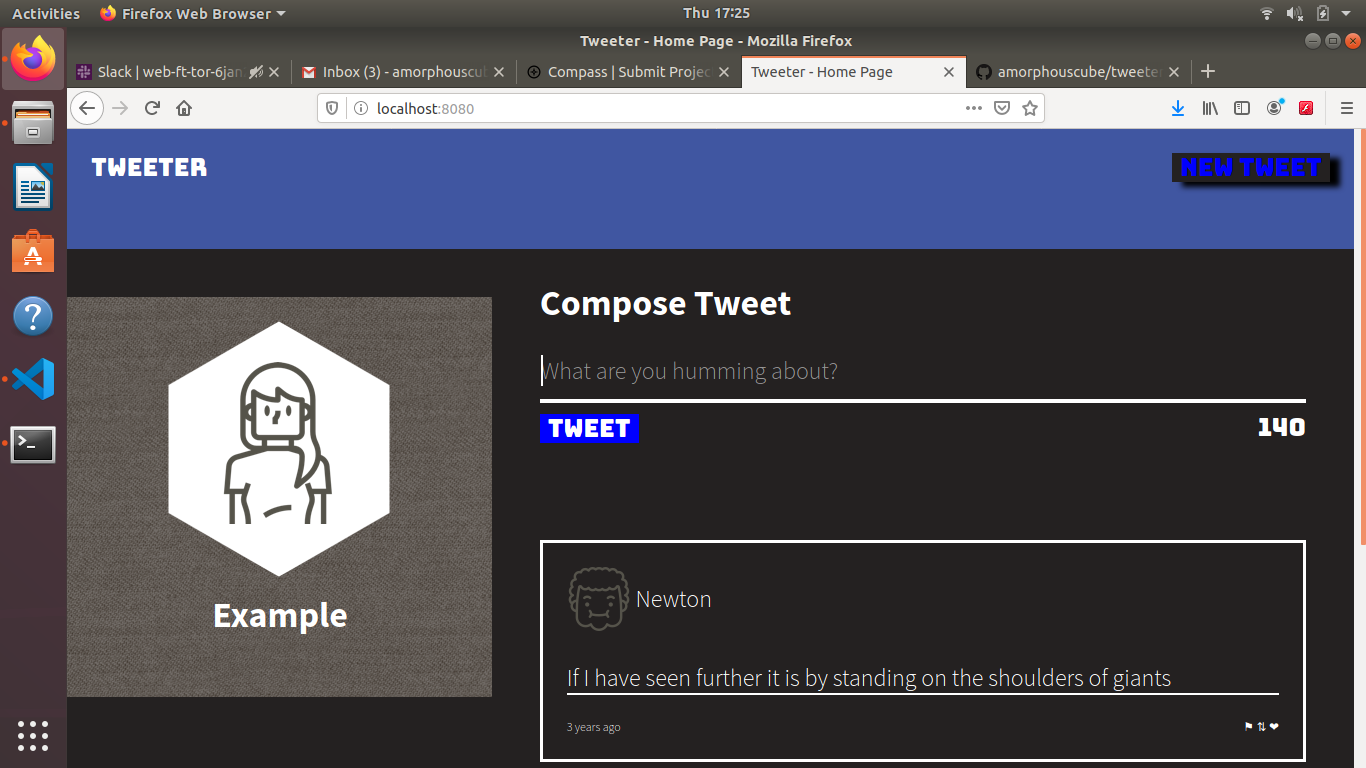 Activities Firefox Web Browser Thu 17:25
Tweeter - Home Page - Mozilla Firefox
Slack | web-ft-tor-6jan Inbox (3) - amorphouscub Compass | Submit Project Tweeter - Home Page amorphouscube/tweeter
localhost:8080
TWEETER NEW TWEET
Compose Tweet
What are you humming about?
TWEET 140
Example
Newton
If I have seen further it is by standing on the shoulders of giants
3 years ago